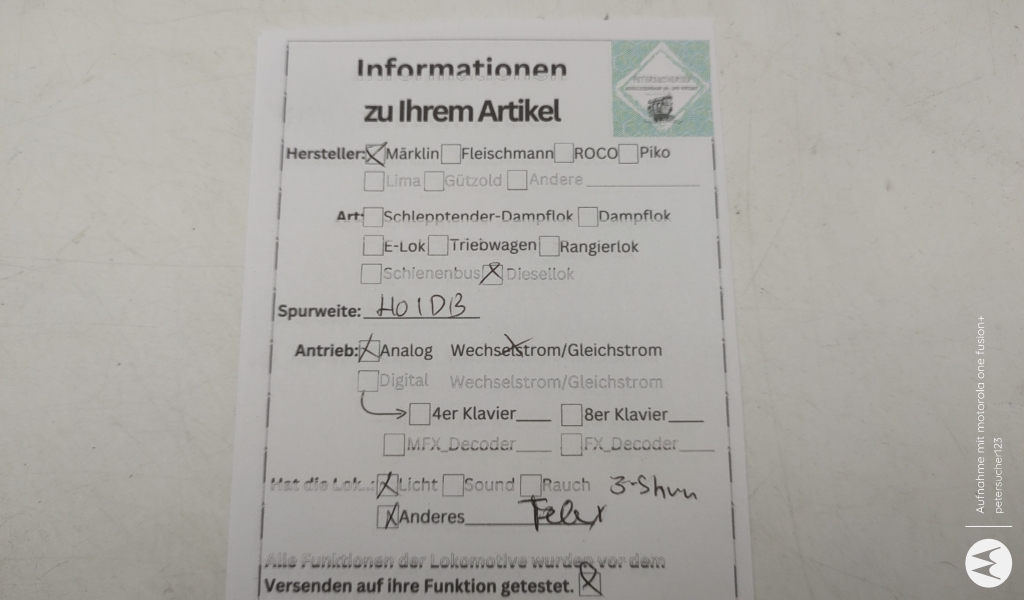 Informationen
zu Ihrem Artikel
Hersteller: Märklin Fleischmann ROCO Piko
Lima Gützold Andere
Art: Schlepptender-Dampflok Dampflok
E-Lok Triebwagen Rangierlok
Schienenbus Diesellok
Spurweite: HO1DB
Antrieb: Analog Wechselstrom/Gleichstrom
Digital Wechselstrom/Gleichstrom
4er Klavier 8er Klavier
MFX_Decoder FX_Decoder
Hat die Lok..: Licht Sound Rauch
Anderes Telex
Alle Funktionen der Lokomotive wurden vor dem
Versenden auf ihre Funktion getestet.
Aufnahme mit motorola one fusion+
petersucher123